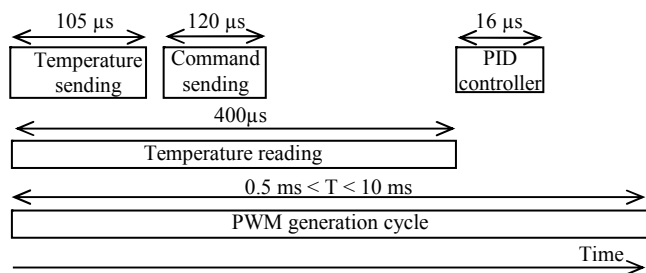 105 µs
120 µs
16 µs
Temperature
sending
Command
sending
PID
controller
400µs
Temperature reading
0.5 ms < T < 10 ms
PWM generation cycle
Time